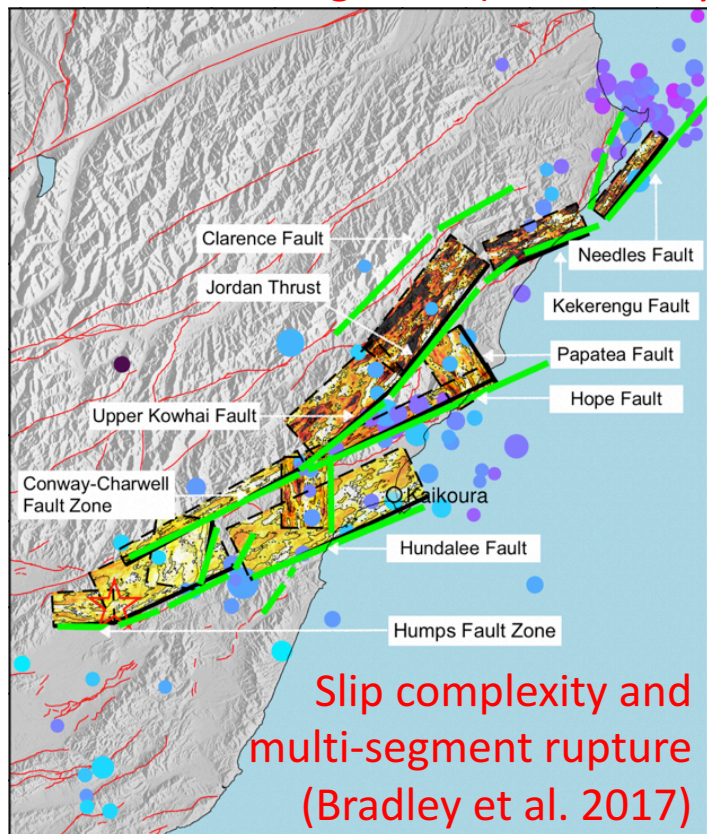 Clarence Fault
Needles Fault
Jordan Thrust
Kekerengu Fault
Papatea Fault
Hope Fault
Upper Kowhai Fault
Conway-Charwell
Fault Zone
Kaikoura
Hundalee Fault
Humps Fault Zone
Slip complexity and
multi-segment rupture
(Bradley et al. 2017)